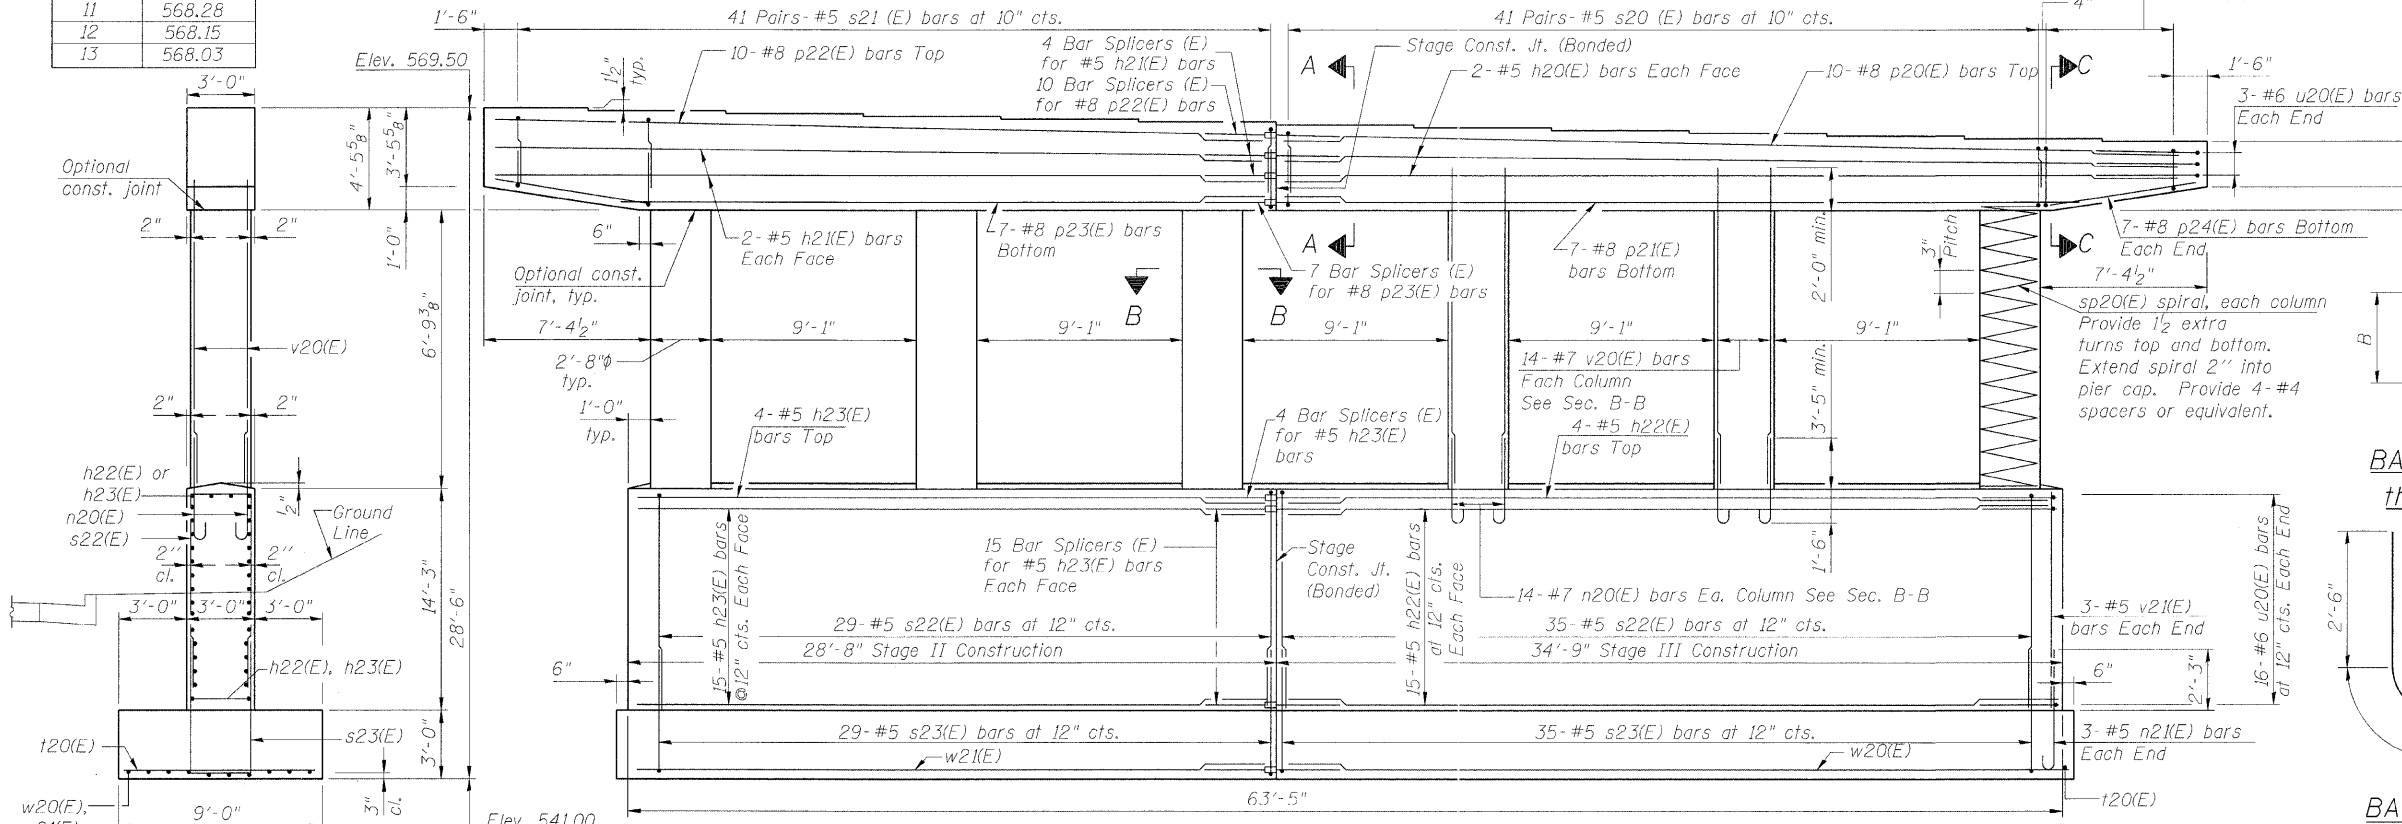 11 568.28
12 568.15
13 568.03
3'-0"
Elev. 569.50
1'-6"
41 Pairs- #5 s21 (E) bars at 10" cts.
41 Pairs- #5 s20 (E) bars at 10" cts.
4"
10- #8 p22(E) bars Top
4 Bar Splicers (E)
for #5 h21(E) bars
10 Bar Splicers (E)
for #8 p22(E) bars
Stage Const. Jt. (Bonded)
2- #5 h20(E) bars Each Face
10- #8 p20(E) bars Top
A
C
1'-6"
3- #6 u20(E) bars
Each End
1½"
typ.
Optional
const. joint
4'-5⅝"
3'-5⅝"
1'-0"
2"
2"
6"
2- #5 h21(E) bars
Each Face
7- #8 p23(E) bars
Bottom
A
7- #8 p21(E)
bars Bottom
2'-0" min.
3"
Pitch
C
7- #8 p24(E) bars Bottom
Each End
7'-4½"
Optional const.
joint, typ.
B
B
7 Bar Splicers (E)
for #8 p23(E) bars
sp20(E) spiral, each column
Provide 1½ extra
turns top and bottom.
Extend spiral 2'' into
pier cap. Provide 4- #4
spacers or equivalent.
B
6'-9⅜"
v20(E)
7'-4½"
9'-1"
9'-1"
9'-1"
9'-1"
9'-1"
2'-8"ϕ
typ.
14- #7 v20(E) bars
Each Column
See Sec. B-B
3'-5" min.
2"
2"
1'-0"
typ.
4- #5 h23(E)
bars Top
4 Bar Splicers (E)
for #5 h23(E)
bars
4- #5 h22(E)
bars Top
BA
th
h22(E) or
h23(E)
n20(E)
s22(E)
½"
Ground
Line
2''
cl.
2''
cl.
3'-0"
3'-0"
3'-0"
14'-3"
28'-6"
15- #5 h23(E) bars
@12" cts. Each Face
15 Bar Splicers (E)
for #5 h23(E) bars
Each Face
Stage
Const. Jt.
(Bonded)
15- #5 h22(E) bars
at 12" cts.
Each Face
1'-6"
14- #7 n20(E) bars Ea. Column See Sec. B-B
16- #6 u20(E) bars
at 12" cts. Each End
2'-6"
3- #5 v21(E)
bars Each End
29- #5 s22(E) bars at 12" cts.
35- #5 s22(E) bars at 12" cts.
28'-8" Stage II Construction
34'-9" Stage III Construction
h22(E), h23(E)
6"
2'-3"
6"
t20(E)
s23(E)
3'-0"
29- #5 s23(E) bars at 12" cts.
35- #5 s23(E) bars at 12" cts.
3- #5 n21(E) bars
Each End
w21(E)
w20(E)
w20(E),
9'-0"
3"
cl.
Elev. 541.00
63'-5"
t20(E)
BA